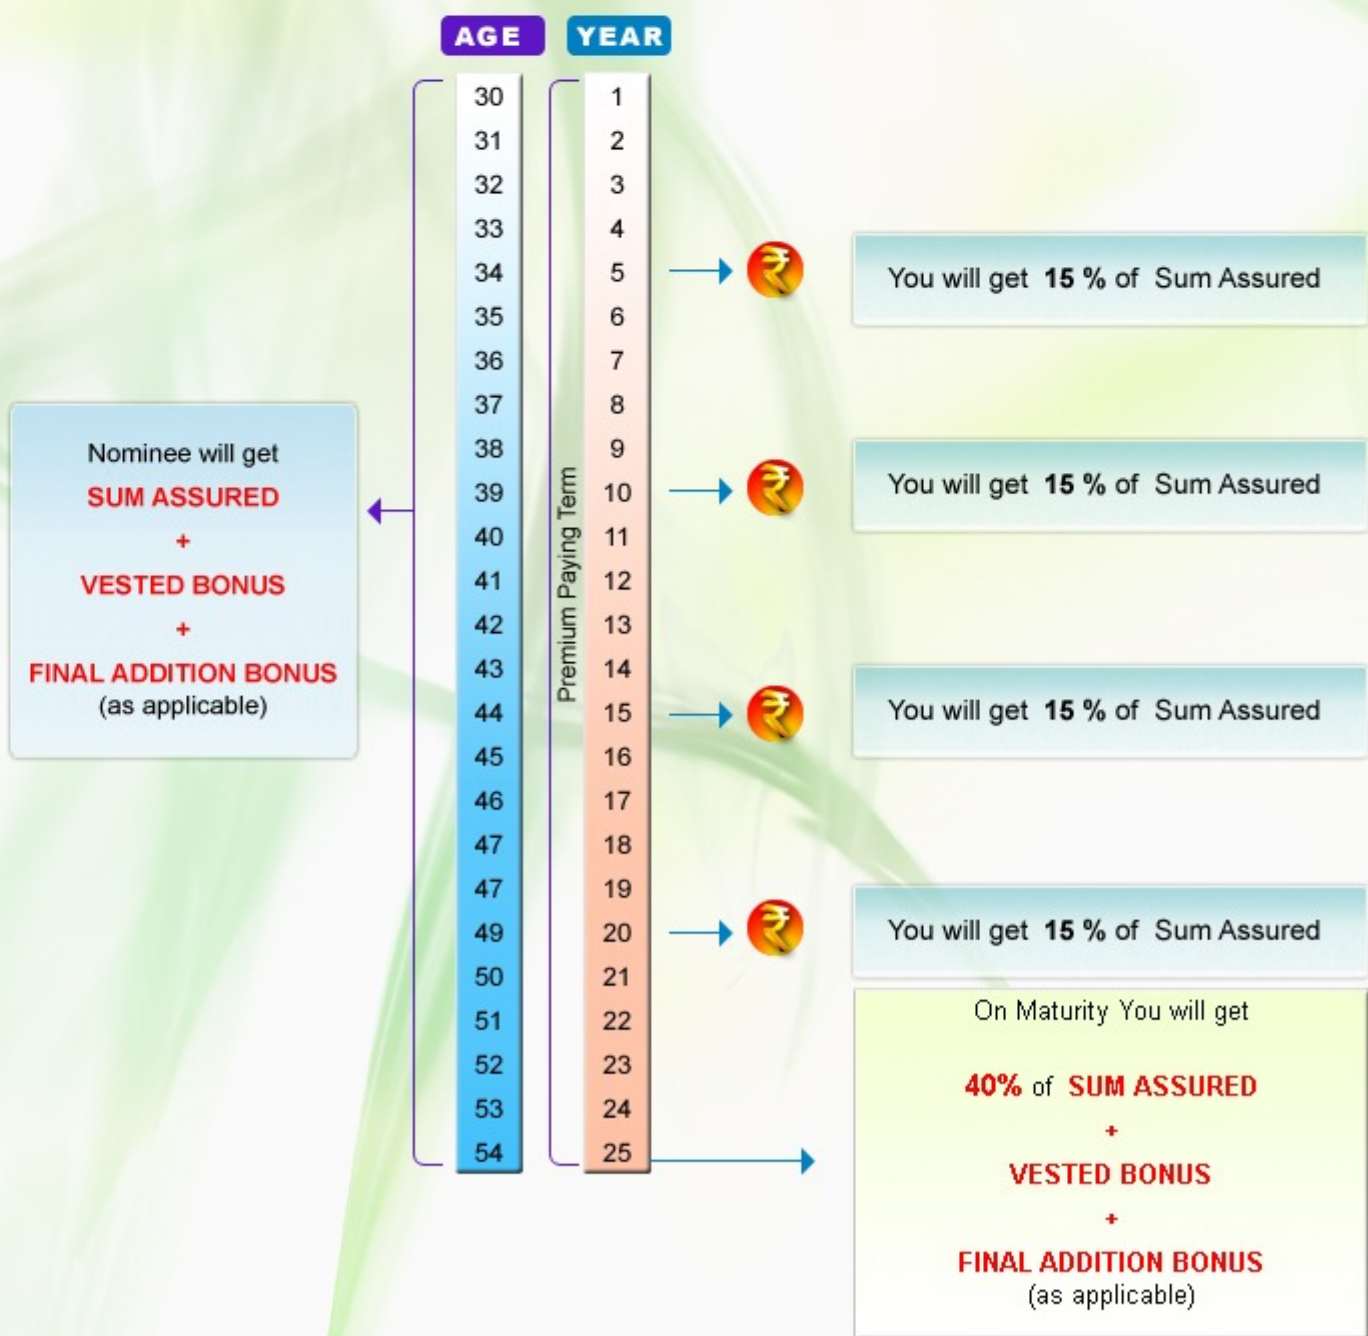 AGE YEAR
30 1
31 2
32 3
33 4
34 5
You will get 15 % of Sum Assured
35 6
36 7
37 8
38 9
39 10
You will get 15 % of Sum Assured
40 11
41 12
42 13
43 14
44 15
You will get 15 % of Sum Assured
45 16
46 17
47 18
47 19
49 20
You will get 15 % of Sum Assured
50 21
51 22
52 23
53 24
54 25
Premium Paying Term
Nominee will get
SUM ASSURED
+
VESTED BONUS
+
FINAL ADDITION BONUS
(as applicable)
On Maturity You will get
40% of SUM ASSURED
+
VESTED BONUS
+
FINAL ADDITION BONUS
(as applicable)
₹
₹
₹
₹